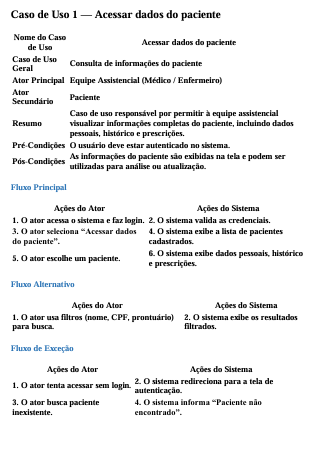 Caso de Uso 1 — Acessar dados do paciente
Nome do Caso de Uso Acessar dados do paciente
Caso de Uso Geral Consulta de informações do paciente
Ator Principal Equipe Assistencial (Médico / Enfermeiro)
Ator Secundário Paciente
Resumo Caso de uso responsável por permitir à equipe assistencial
visualizar informações completas do paciente, incluindo dados
pessoais, histórico e prescrições.
Pré-Condições O usuário deve estar autenticado no sistema.
Pós-Condições As informações do paciente são exibidas na tela e podem ser
utilizadas para análise ou atualização.
Fluxo Principal
Ações do Ator Ações do Sistema
1. O ator acessa o sistema e faz login. 2. O sistema valida as credenciais.
3. O ator seleciona “Acessar dados do paciente”. 4. O sistema exibe a lista de pacientes cadastrados.
5. O ator escolhe um paciente. 6. O sistema exibe dados pessoais, histórico e prescrições.
Fluxo Alternativo
Ações do Ator Ações do Sistema
1. O ator usa filtros (nome, CPF, prontuário) para busca. 2. O sistema exibe os resultados filtrados.
Fluxo de Exceção
Ações do Ator Ações do Sistema
1. O ator tenta acessar sem login. 2. O sistema redireciona para a tela de autenticação.
3. O ator busca paciente inexistente. 4. O sistema informa “Paciente não encontrado”.